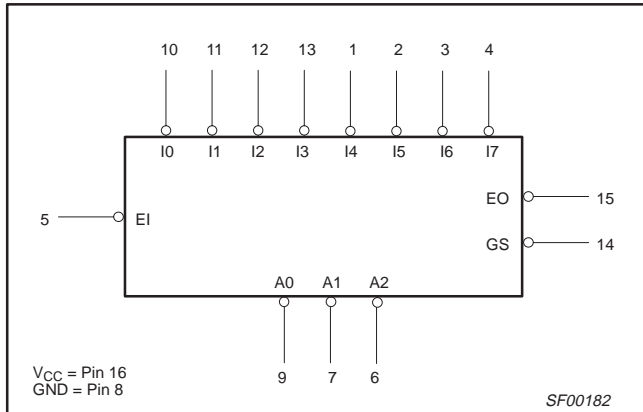 10 11 12 13 1 2 3 4
I0 I1 I2 I3 I4 I5 I6 I7
EO 15
5 EI
GS 14
A0 A1 A2
9 7 6
VCC = Pin 16
GND = Pin 8
SF00182